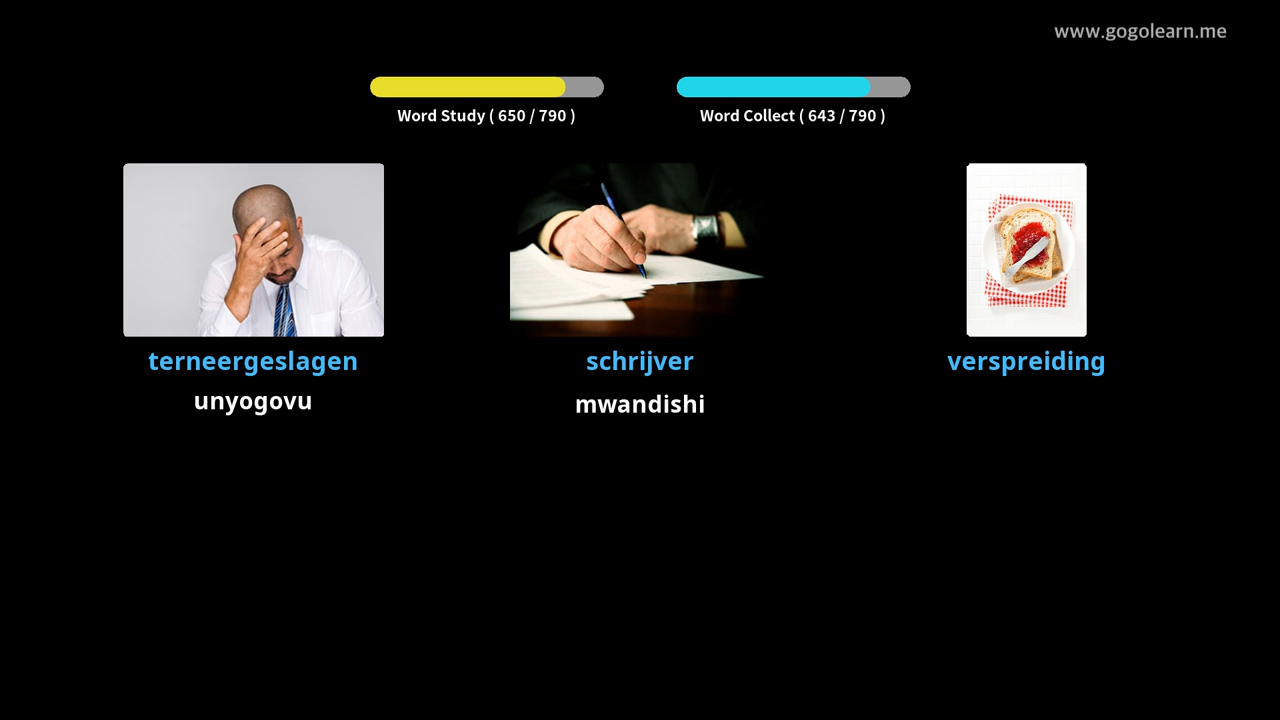 www.gogolearn.me
Word Study ( 650 / 790 )
Word Collect ( 643 / 790 )
terneergeslagen
unyogovu
schrijver
mwandishi
verspreiding